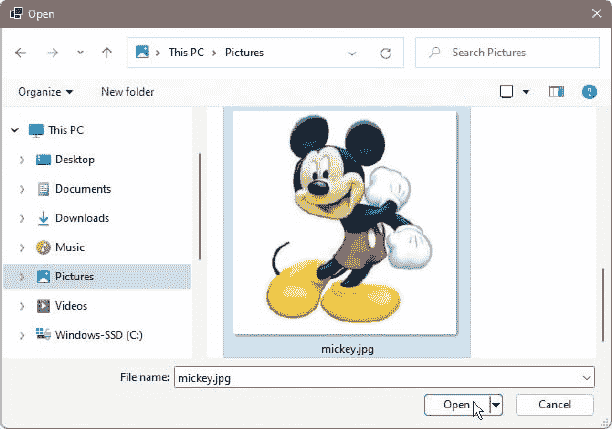 Open
This PC > Pictures
Search Pictures
Organize
New folder
This PC
Desktop
Documents
Downloads
Music
Pictures
Videos
Windows-SSD (C:)
mickey.jpg
File name: mickey.jpg
Open
Cancel